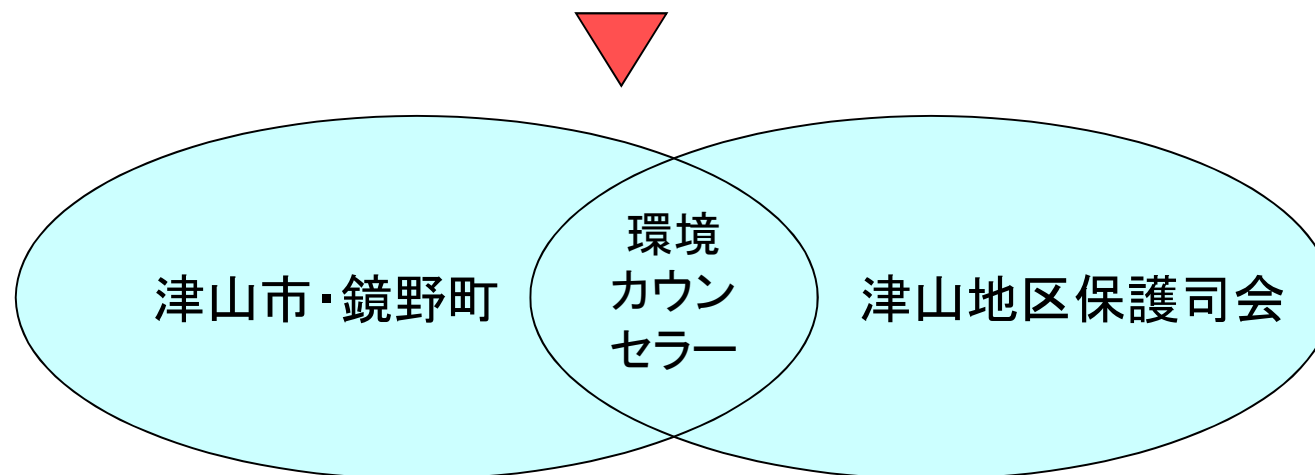 津山市・鏡野町
環境
カウン
セラー
津山地区保護司会